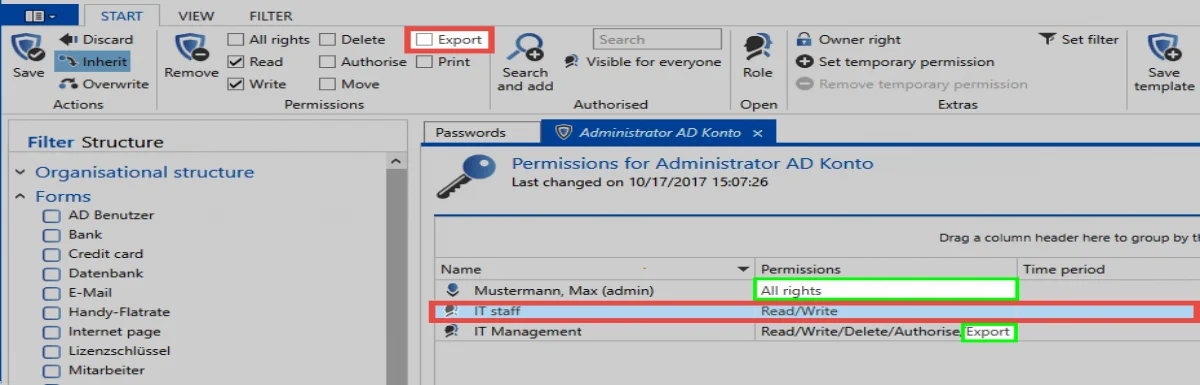 START VIEW FILTER
Save
Discard
Inherit
Overwrite
Actions
Remove
All rights
Read
Write
Delete
Authorise
Move
Export
Print
Permissions
Search and add
Search
Visible for everyone
Authorised
Role
Open
Owner right
Set temporary permission
Remove temporary permission
Set filter
Extras
Save template
Filter Structure
Organisational structure
Forms
AD Benutzer
Bank
Credit card
Datenbank
E-Mail
Handy-Flatrate
Internet page
Lizenzschlüssel
Mitarbeiter
Passwords
Administrator AD Konto ×
Permissions for Administrator AD Konto
Last changed on 10/17/2017 15:07:26
Drag a column header here to group by th
Name Permissions Time period
Mustermann, Max (admin) All rights
IT staff Read/Write
IT Management Read/Write/Delete/Authorise, Export